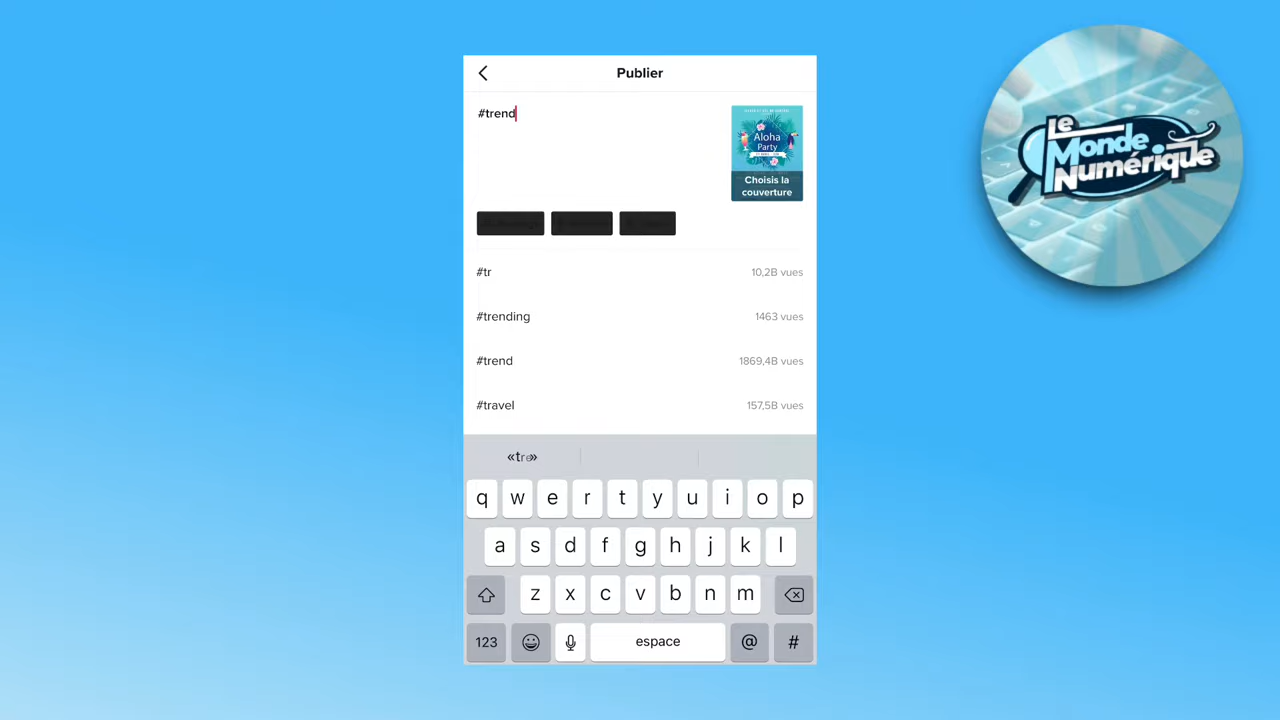 Publier
#trend
Aloha
Party
Choisis la
couverture
Le
Monde
Numérique
#tr 10,2B vues
#trending 1463 vues
#trend 1869,4B vues
#travel 157,5B vues
«tre»
q w e r t y u i o p
a s d f g h j k l
z x c v b n m
123 espace @ #